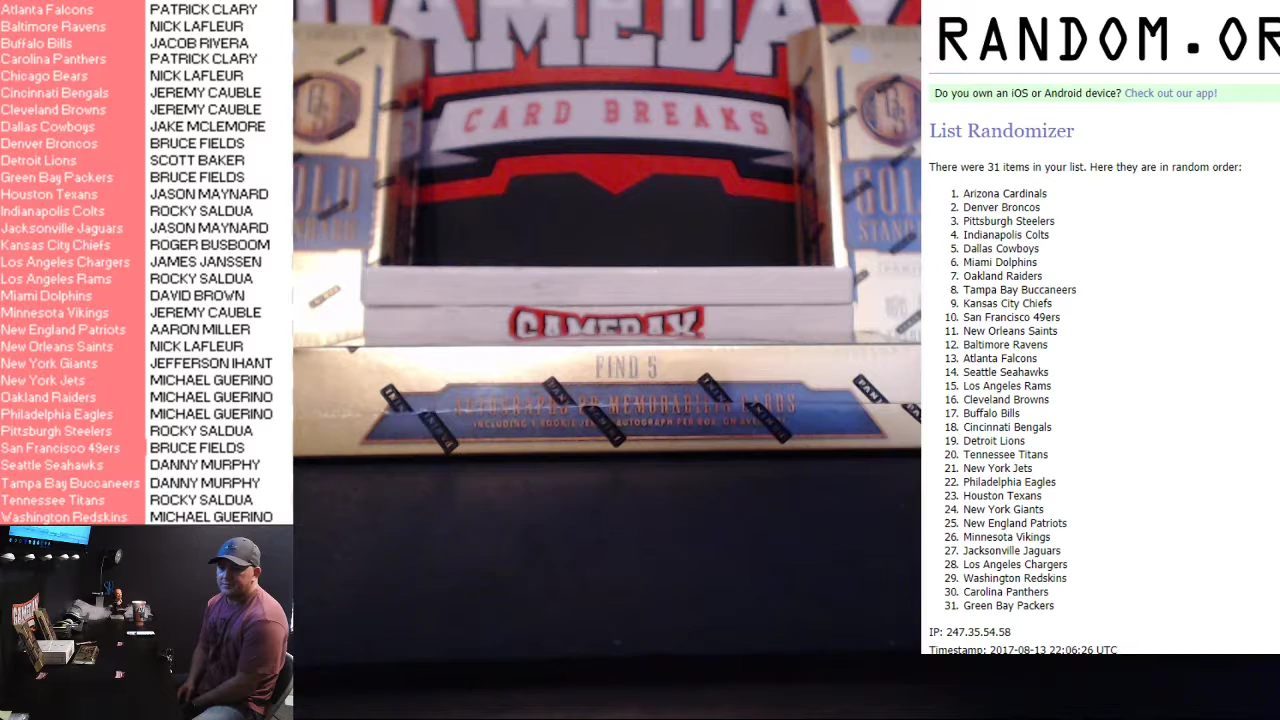 Atlanta Falcons PATRICK CLARY
Baltimore Ravens NICK LAFLEUR
Buffalo Bills JACOB RIVERA
Carolina Panthers PATRICK CLARY
Chicago Bears NICK LAFLEUR
Cincinnati Bengals JEREMY CAUBLE
Cleveland Browns JEREMY CAUBLE
Dallas Cowboys JAKE MCLEMORE
Denver Broncos BRUCE FIELDS
Detroit Lions SCOTT BAKER
Green Bay Packers BRUCE FIELDS
Houston Texans JASON MAYNARD
Indianapolis Colts ROCKY SALDUA
Jacksonville Jaguars JASON MAYNARD
Kansas City Chiefs ROGER BUSBOOM
Los Angeles Chargers JAMES JANSSEN
Los Angeles Rams ROCKY SALDUA
Miami Dolphins DAVID BROWN
Minnesota Vikings JEREMY CAUBLE
New England Patriots AARON MILLER
New Orleans Saints NICK LAFLEUR
New York Giants JEFFERSON IHANT
New York Jets MICHAEL GUERINO
Oakland Raiders MICHAEL GUERINO
Philadelphia Eagles MICHAEL GUERINO
Pittsburgh Steelers ROCKY SALDUA
San Francisco 49ers BRUCE FIELDS
Seattle Seahawks DANNY MURPHY
Tampa Bay Buccaneers DANNY MURPHY
Tennessee Titans ROCKY SALDUA
Washington Redskins MICHAEL GUERINO
GAMEDAY
CARD BREAKS
GAMEDAY
FIND 5
AUTOGRAPHS OR MEMORABILIA CARDS
RANDOM.OR
Do you own an iOS or Android device? Check out our app!
List Randomizer
There were 31 items in your list. Here they are in random order:
1. Arizona Cardinals
2. Denver Broncos
3. Pittsburgh Steelers
4. Indianapolis Colts
5. Dallas Cowboys
6. Miami Dolphins
7. Oakland Raiders
8. Tampa Bay Buccaneers
9. Kansas City Chiefs
10. San Francisco 49ers
11. New Orleans Saints
12. Baltimore Ravens
13. Atlanta Falcons
14. Seattle Seahawks
15. Los Angeles Rams
16. Cleveland Browns
17. Buffalo Bills
18. Cincinnati Bengals
19. Detroit Lions
20. Tennessee Titans
21. New York Jets
22. Philadelphia Eagles
23. Houston Texans
24. New York Giants
25. New England Patriots
26. Minnesota Vikings
27. Jacksonville Jaguars
28. Los Angeles Chargers
29. Washington Redskins
30. Carolina Panthers
31. Green Bay Packers
IP: 247.35.54.58
Timestamp: 2017-08-13 22:06:26 UTC